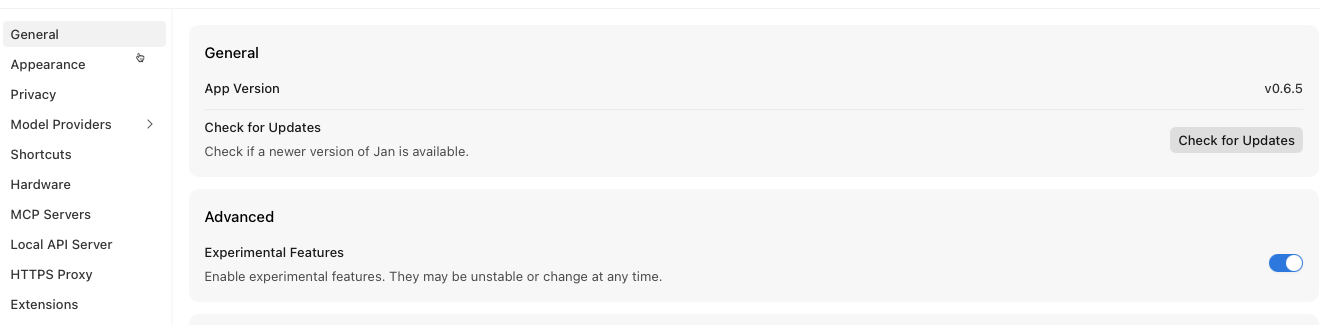 General
Appearance
Privacy
Model Providers
Shortcuts
Hardware
MCP Servers
Local API Server
HTTPS Proxy
Extensions
General
App Version
v0.6.5
Check for Updates
Check if a newer version of Jan is available.
Check for Updates
Advanced
Experimental Features
Enable experimental features. They may be unstable or change at any time.